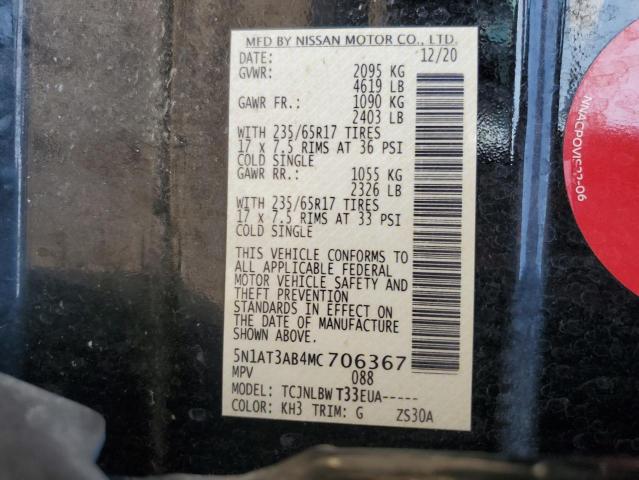 MFD BY NISSAN MOTOR CO., LTD.
DATE: 12/20
GVWR: 2095 KG
4619 LB
GAWR FR.: 1090 KG
2403 LB
WITH 235/65R17 TIRES
17 x 7.5 RIMS AT 36 PSI
COLD SINGLE
GAWR RR.: 1055 KG
2326 LB
WITH 235/65R17 TIRES
17 x 7.5 RIMS AT 33 PSI
COLD SINGLE
THIS VEHICLE CONFORMS TO
ALL APPLICABLE FEDERAL
MOTOR VEHICLE SAFETY AND
THEFT PREVENTION
STANDARDS IN EFFECT ON
THE DATE OF MANUFACTURE
SHOWN ABOVE.
5N1AT3AB4MC 706367
MPV 088
MODEL: TCJNLBW T33EUA-----
COLOR: KH3 TRIM: G ZS30A